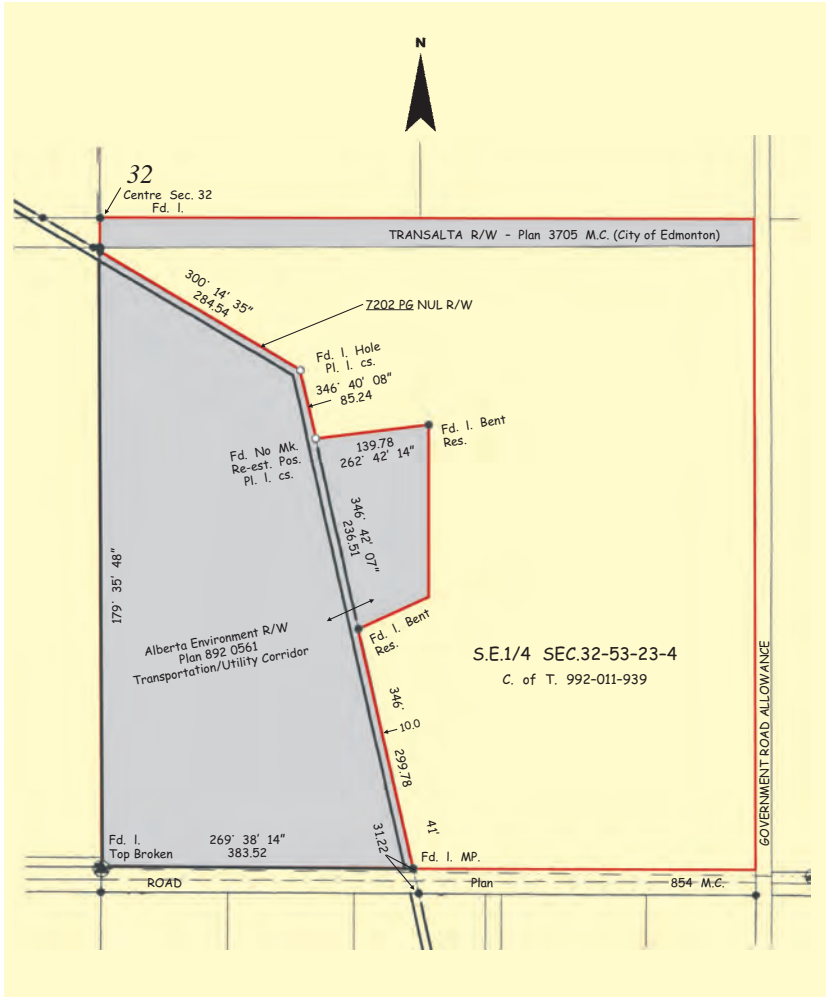 N
32
Centre Sec. 32
Fd. I.
TRANSALTA R/W - Plan 3705 M.C. (City of Edmonton)
300° 14' 35"
284.54
7202 PG NUL R/W
Fd. I. Hole
Pl. I. cs.
346° 40' 08"
85.24
Fd. I. Bent
Res.
139.78
262° 42' 14"
Fd. No Mk.
Re-est. Pos.
Pl. I. cs.
346° 42' 07"
236.51
179° 35' 48"
Alberta Environment R/W
Plan 892 0561
Transportation/Utility Corridor
Fd. I. Bent
Res.
S.E.1/4 SEC.32-53-23-4
C. of T. 992-011-939
GOVERNMENT ROAD ALLOWANCE
346°
10.0
299.78
41'
31.22
Fd. I.
Top Broken
269° 38' 14"
383.52
Fd. I. MP.
ROAD
Plan
854 M.C.